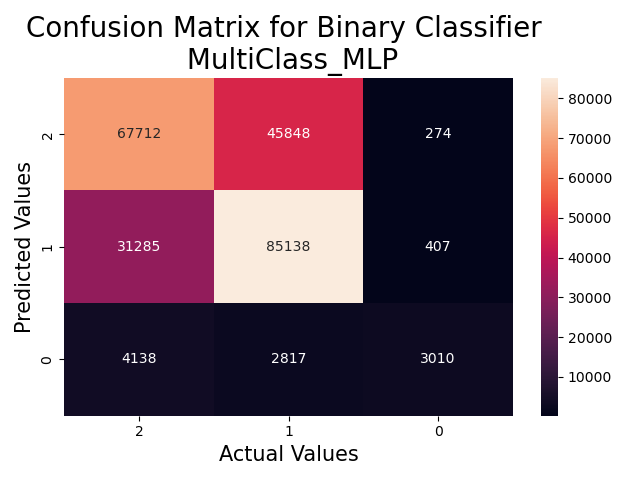 Confusion Matrix for Binary Classifier
MultiClass_MLP
Predicted Values
2
67712 45848 274
1
31285 85138 407
0
4138 2817 3010
2 1 0
Actual Values
80000
70000
60000
50000
40000
30000
20000
10000